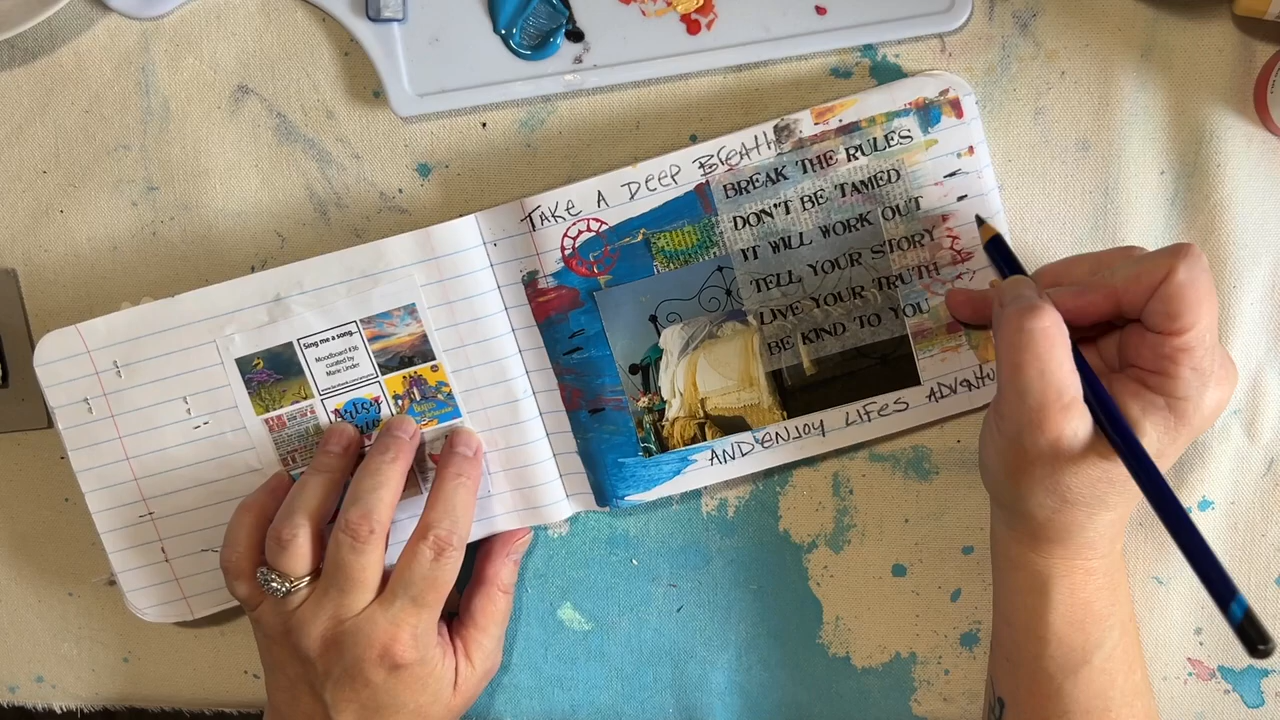 Sing me a song...
Moodboard #36
curated by
Marie Linder
Artsy
TAKE A DEEP BREATH
BREAK THE RULES
DON'T BE TAMED
IT WILL WORK OUT
TELL YOUR STORY
LIVE YOUR TRUTH
BE KIND TO YOU
AND ENJOY LIFES ADVENTU